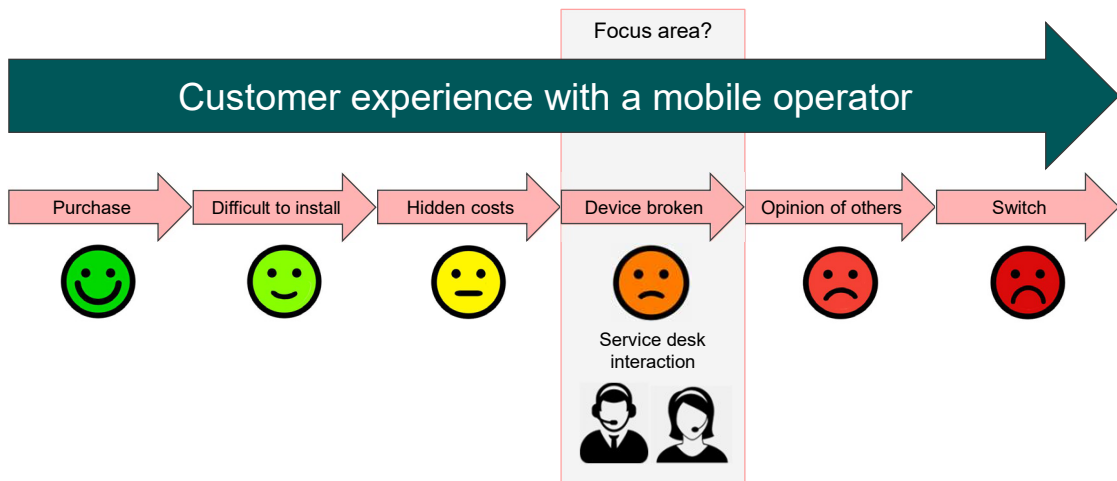 Focus area?
Customer experience with a mobile operator
Purchase
Difficult to install
Hidden costs
Device broken
Opinion of others
Switch
Service desk
interaction